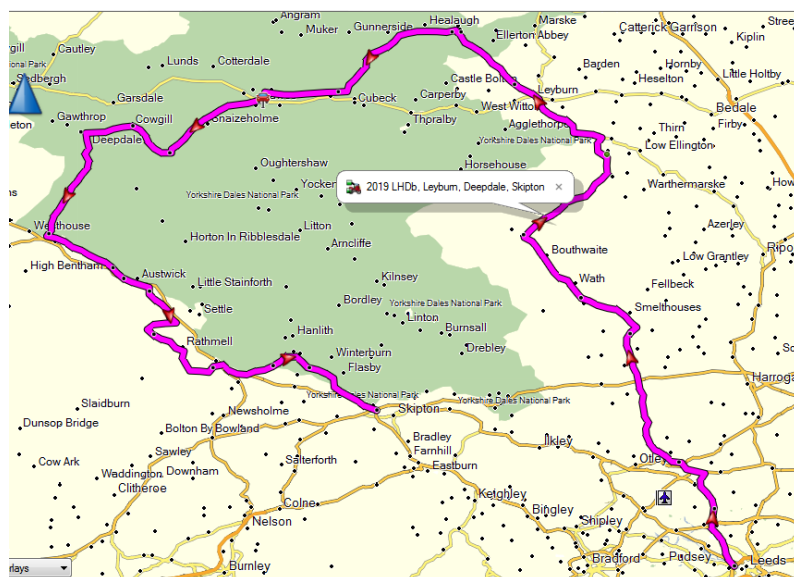 Angram
Muker
Gunnerside
Healaugh
Marske
Catterick Garrison
Kiplin
Ellerton Abbey
Cautley
Lunds
Cotterdale
Barden
Hornby
Heselton
Little Holtby
Sedbergh
Garsdale
Castle Bolton
Leyburn
Cubeck
Carperby
West Witton
Bedale
Gawthrop
Cowgill
Snaizeholme
Thpralby
Agglethorpe
Thirn
Firby
Deepdale
Yorkshire Dales National Park
Low Ellington
Oughtershaw
Horsehouse
Yorkshire Dales National Park
Yocken
2019 LHDb, Leyburn, Deepdale, Skipton
Warthermarske
Westhouse
Horton In Ribblesdale
Litton
Arncliffe
Azerley
Bouthwaite
Low Grantley
High Bentham
Austwick
Little Stainforth
Kilnsey
Wath
Fellbeck
Settle
Bordley
Yorkshire Dales National Park
Smelthouses
Linton
Burnsall
Rathmell
Hanlith
Winterburn
Drebley
Flasby
Harroga
Slaidburn
Newsholme
Yorkshire Dales National Park
Skipton
Yorkshire Dales National Park
Dunsop Bridge
Bolton By Bowland
Bradley
Ilkley
Sawley
Farnhill
Cow Ark
Waddington
Downham
Salterforth
Eastburn
Otley
Clitheroe
Colne
Keighley
Bingley
Nelson
Shipley
Bradford
Pudsey
Leeds
Burnley
rlays